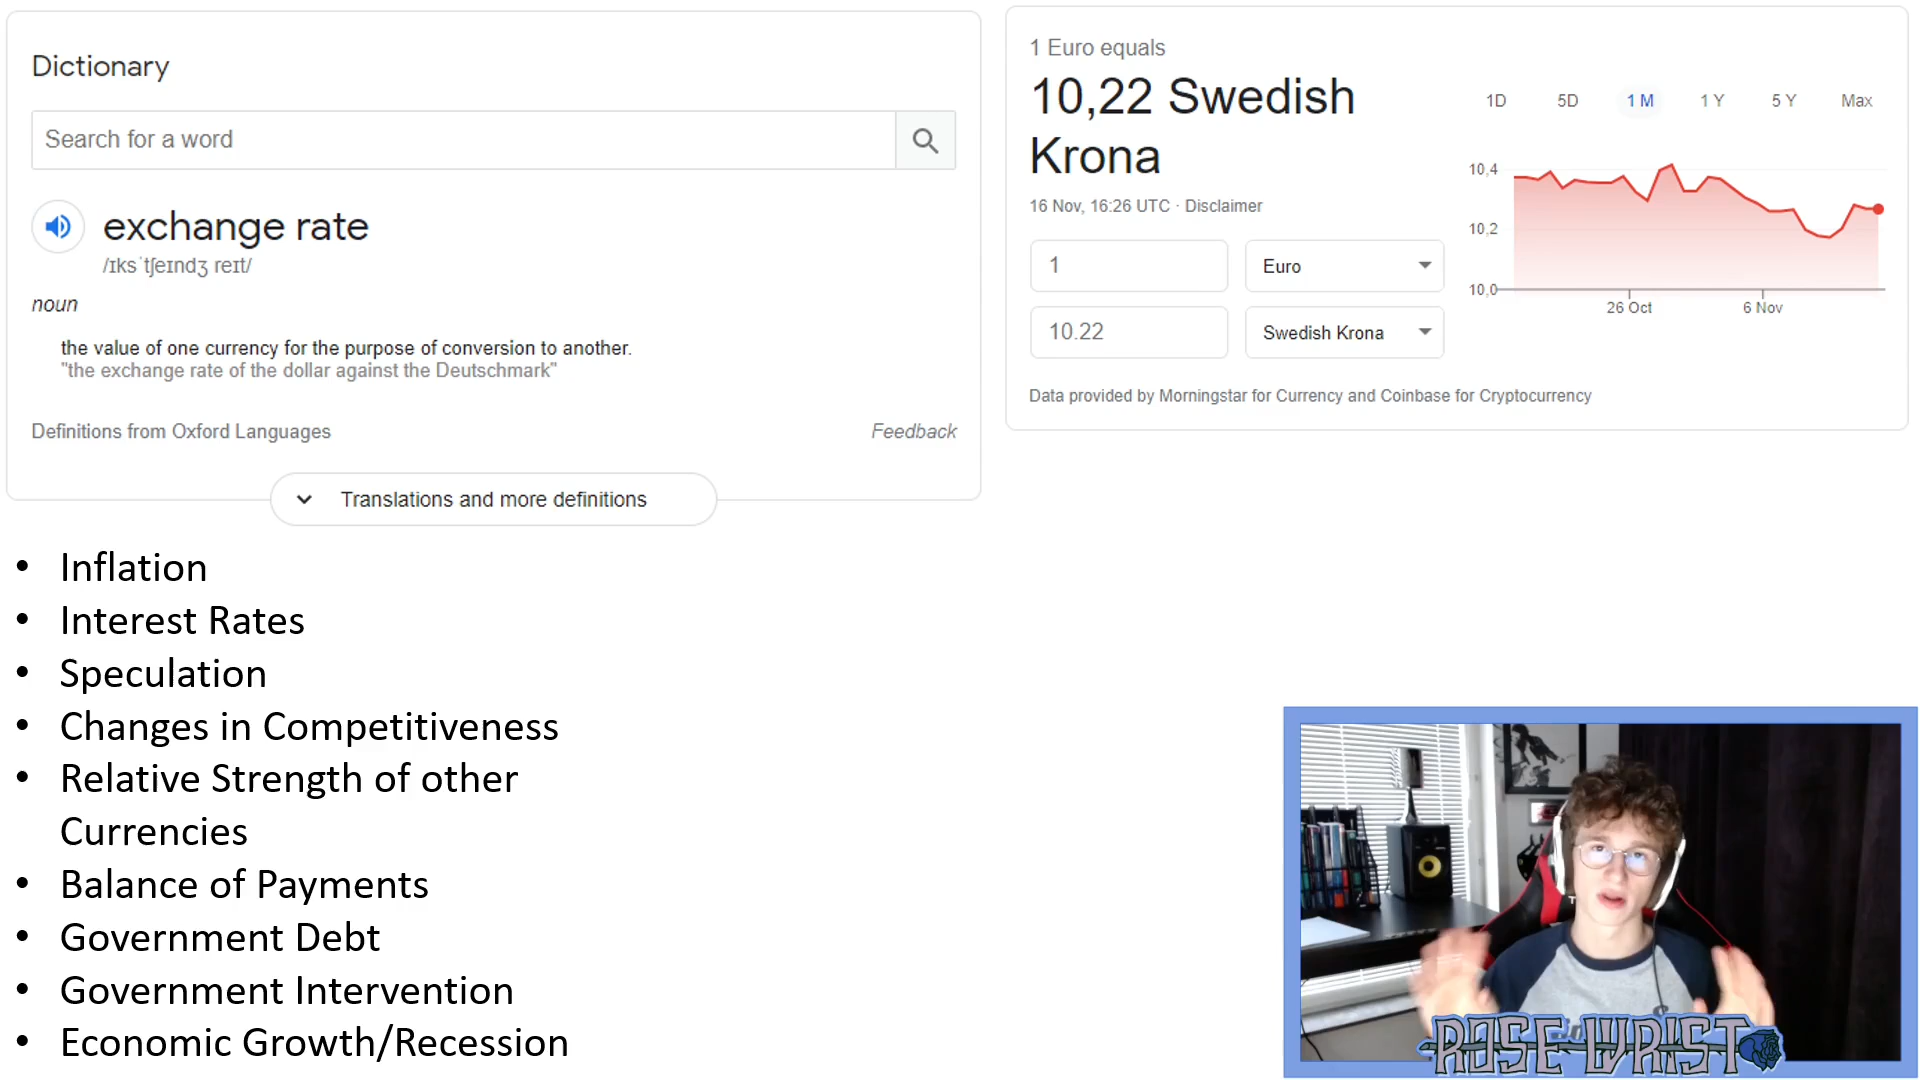 Dictionary
Search for a word
exchange rate
/ɪksˈtʃeɪndʒ reɪt/
noun
the value of one currency for the purpose of conversion to another.
"the exchange rate of the dollar against the Deutschmark"
Definitions from Oxford Languages
Feedback
Translations and more definitions
1 Euro equals
10,22 Swedish
Krona
16 Nov, 16:26 UTC · Disclaimer
1
Euro
10.22
Swedish Krona
1D 5D 1 M 1 Y 5 Y Max
10,4
10,2
10,0
26 Oct 6 Nov
Data provided by Morningstar for Currency and Coinbase for Cryptocurrency
• Inflation
• Interest Rates
• Speculation
• Changes in Competitiveness
• Relative Strength of other
Currencies
• Balance of Payments
• Government Debt
• Government Intervention
• Economic Growth/Recession
ROSE WRIST